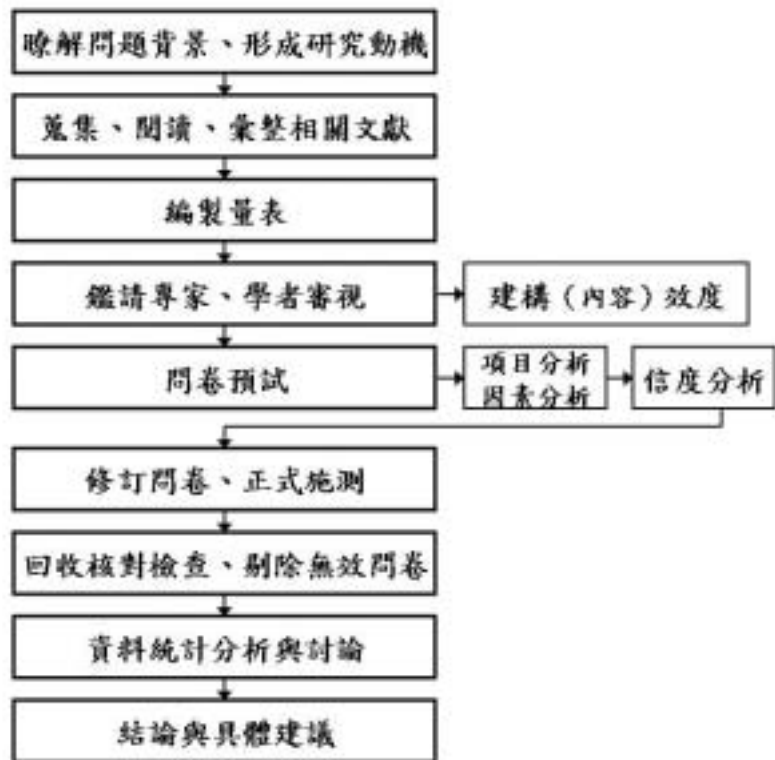 瞭解問題背景、形成研究動機
蒐集、閱讀、彙整相關文獻
編製量表
鑑請專家、學者審視
建構（內容）效度
問卷預試
項目分析
因素分析
信度分析
修訂問卷、正式施測
回收核對檢查、剔除無效問卷
資料統計分析與討論
結論與具體建議